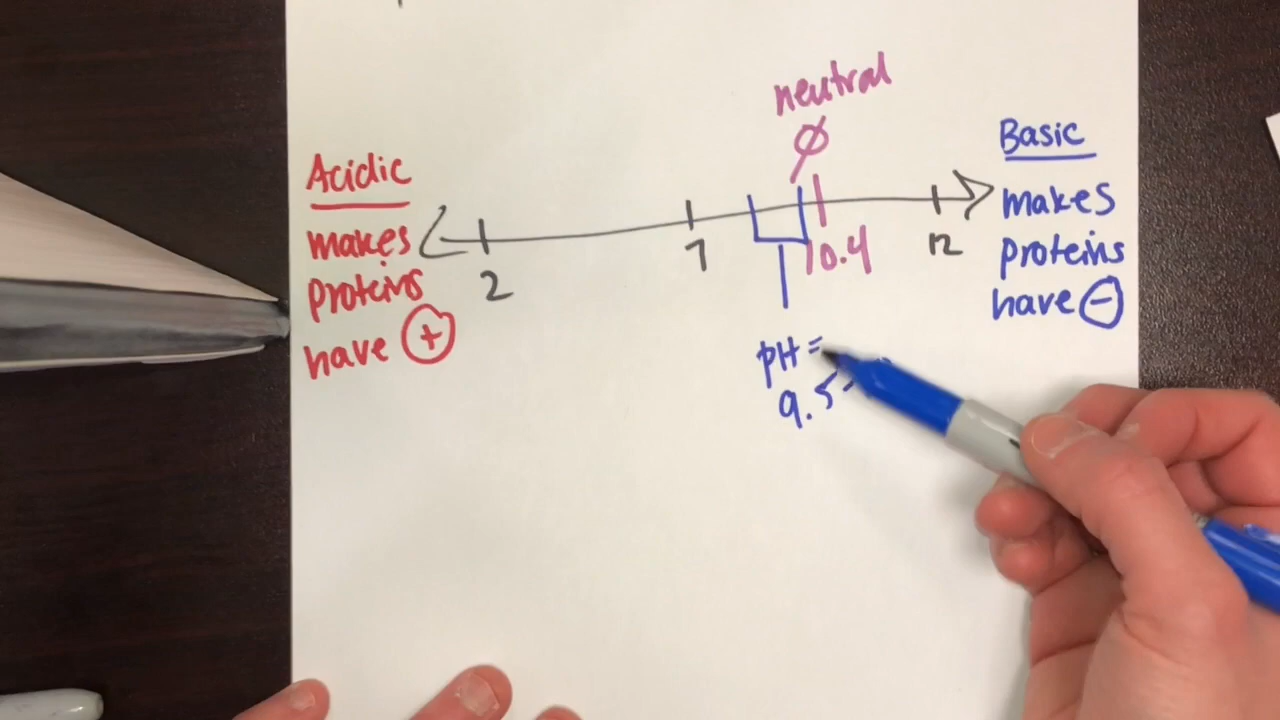 neutral
Ø
Acidic
makes
proteins
have +
Basic
makes
proteins
have -
2
7
10.4
12
pH =
9.5-